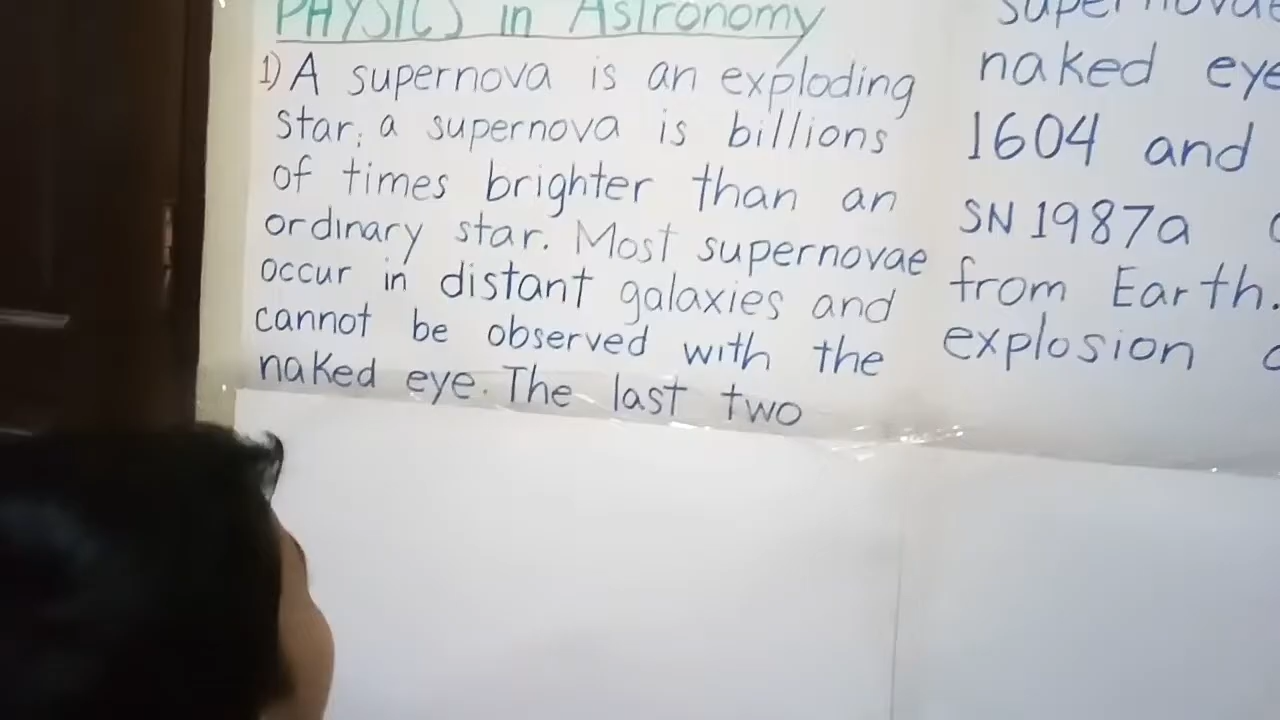 PHYSICS in Astronomy
1) A supernova is an exploding
star; a supernova is billions
of times brighter than an
ordinary star. Most supernovae
occur in distant galaxies and
cannot be observed with the
naked eye. The last two
naked eye
1604 and
SN 1987a
from Earth.
explosion